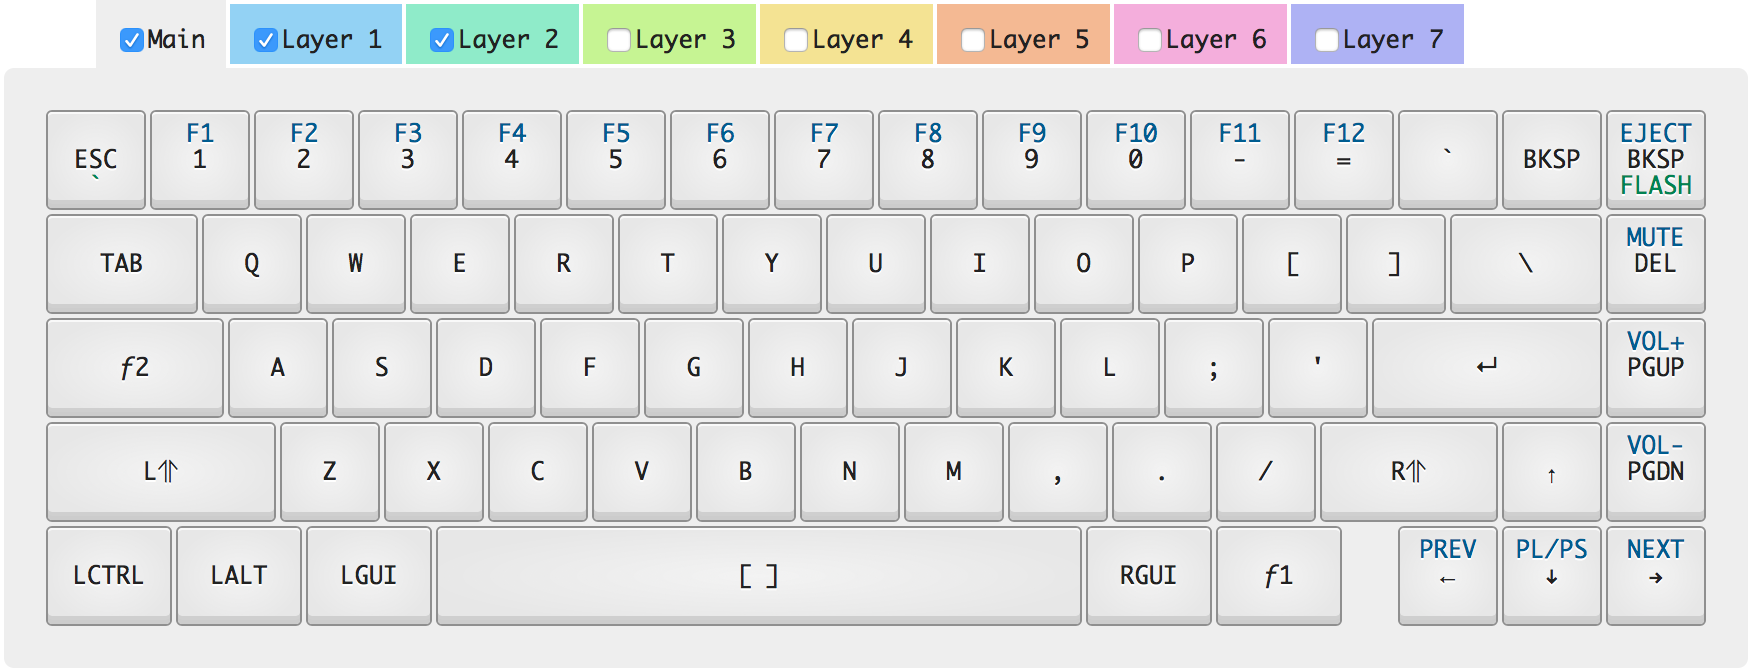 Main Layer 1 Layer 2 Layer 3 Layer 4 Layer 5 Layer 6 Layer 7
F1 F2 F3 F4 F5 F6 F7 F8 F9 F10 F11 F12 EJECT
ESC 1 2 3 4 5 6 7 8 9 0 - = ` BKSP BKSP
` FLASH
MUTE
TAB Q W E R T Y U I O P [ ] \ DEL
VOL+
ƒ2 A S D F G H J K L ; ' ↵ PGUP
VOL-
L⇑ Z X C V B N M , . / R⇑ ↑ PGDN
PREV PL/PS NEXT
LCTRL LALT LGUI [ ] RGUI ƒ1 ← ↓ →